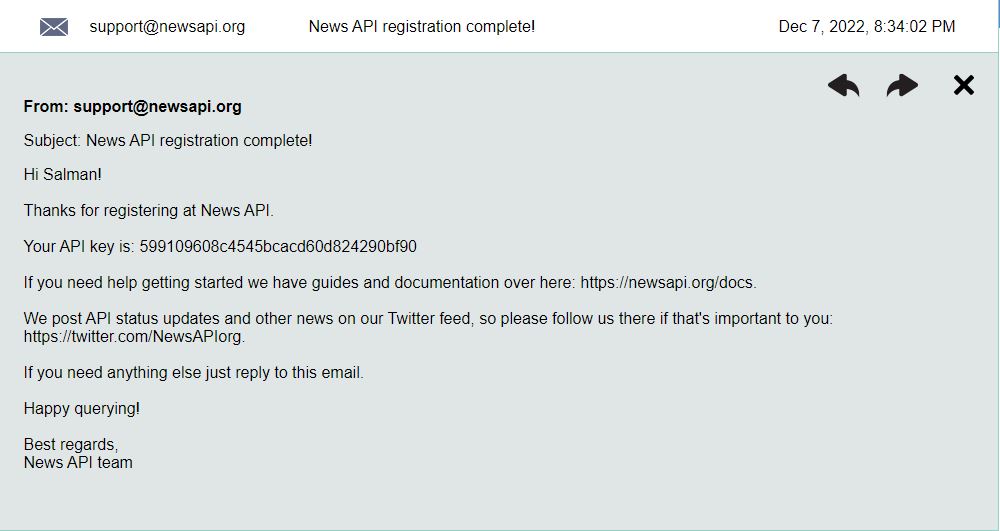 support@newsapi.org News API registration complete! Dec 7, 2022, 8:34:02 PM
From: support@newsapi.org
Subject: News API registration complete!
Hi Salman!
Thanks for registering at News API.
Your API key is: 599109608c4545bcacd60d824290bf90
If you need help getting started we have guides and documentation over here: https://newsapi.org/docs.
We post API status updates and other news on our Twitter feed, so please follow us there if that's important to you:
https://twitter.com/NewsAPIorg.
If you need anything else just reply to this email.
Happy querying!
Best regards,
News API team